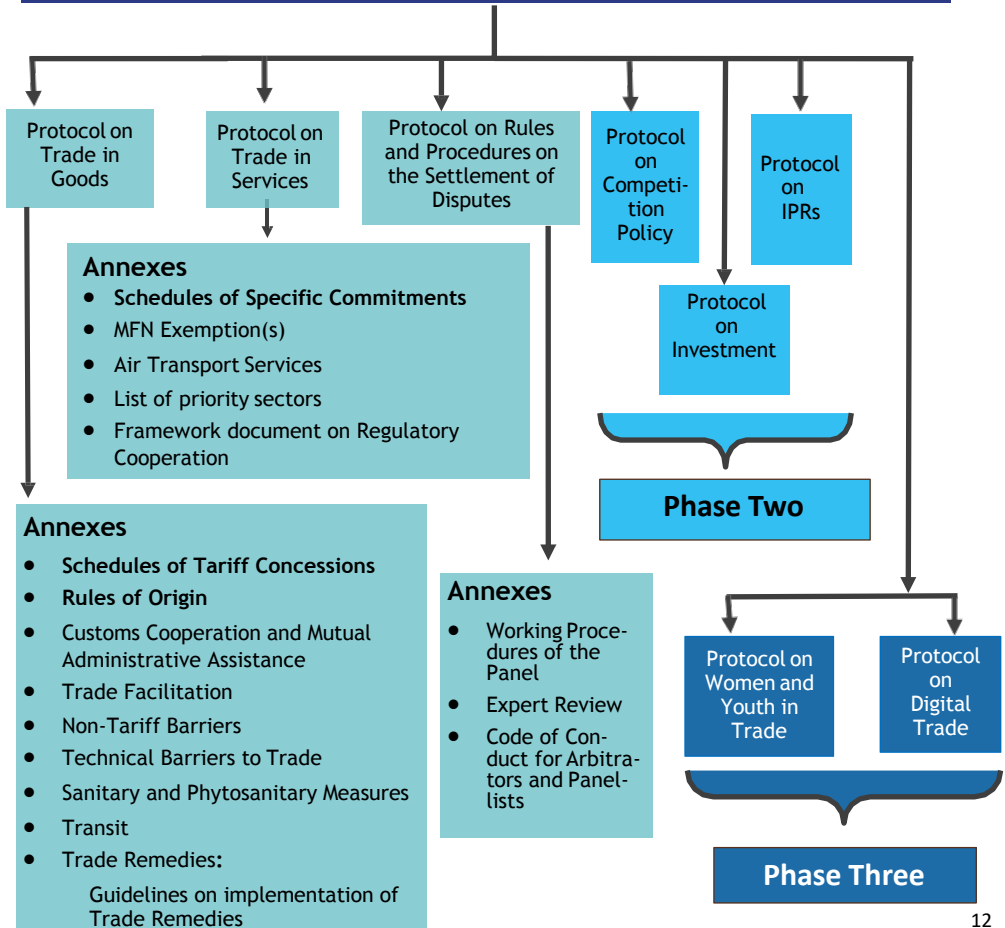 Protocol on
Trade in
Goods
Protocol on
Trade in
Services
Protocol on Rules
and Procedures on
the Settlement of
Disputes
Protocol
on
Competi-
tion
Policy
Protocol
on
IPRs
Protocol
on
Investment
Annexes
• Schedules of Specific Commitments
• MFN Exemption(s)
• Air Transport Services
• List of priority sectors
• Framework document on Regulatory
Cooperation
Phase Two
Annexes
• Schedules of Tariff Concessions
• Rules of Origin
• Customs Cooperation and Mutual
Administrative Assistance
• Trade Facilitation
• Non-Tariff Barriers
• Technical Barriers to Trade
• Sanitary and Phytosanitary Measures
• Transit
• Trade Remedies:
Guidelines on implementation of
Trade Remedies
Annexes
• Working Proce-
dures of the
Panel
• Expert Review
• Code of Con-
duct for Arbitra-
tors and Panel-
lists
Protocol on
Women and
Youth in
Trade
Protocol
on
Digital
Trade
Phase Three
12